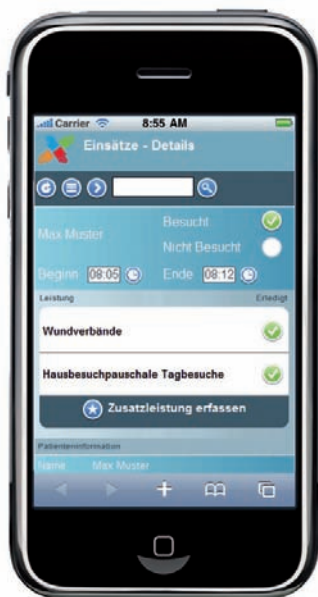 Carrier 8:55 AM
Einsätze - Details
Max Muster
Besucht
Nicht Besucht
Beginn 08:05 Ende 08:12
Leistung Erledigt
Wundverbände
Hausbesuchpauschale Tagbesuche
Zusatzleistung erfassen
Patienteninformation
Name Max Muster